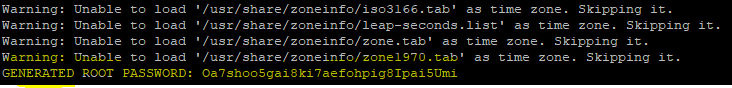 Warning: Unable to load '/usr/share/zoneinfo/iso3166.tab' as time zone. Skipping it.
Warning: Unable to load '/usr/share/zoneinfo/leap-seconds.list' as time zone. Skipping it.
Warning: Unable to load '/usr/share/zoneinfo/zone.tab' as time zone. Skipping it.
Warning: Unable to load '/usr/share/zoneinfo/zone1970.tab' as time zone. Skipping it.
GENERATED ROOT PASSWORD: Oa7shoo5gai8ki7aefohpig8Ipai5Umi